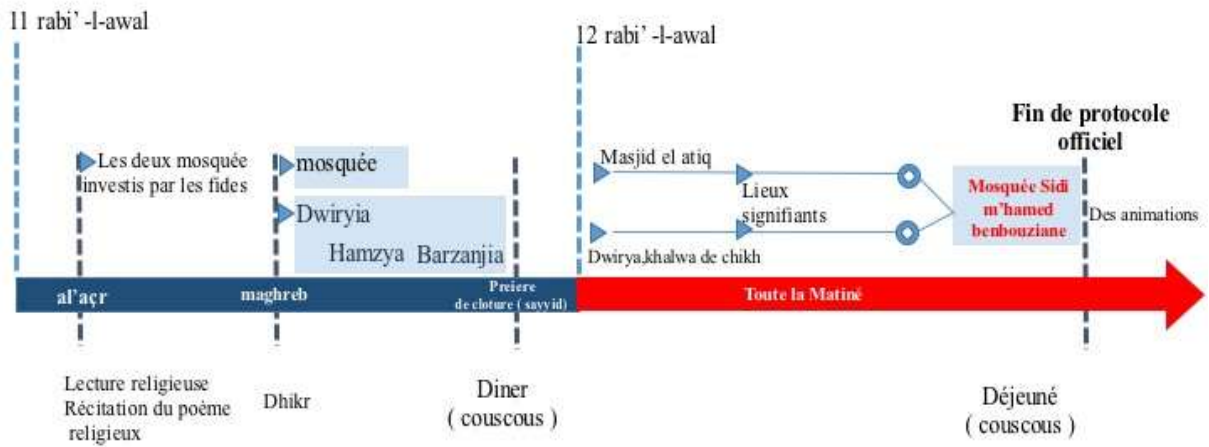 11 rabi’ -l-awal
12 rabi’ -l-awal
Fin de protocole
officiel
Les deux mosquée
investis par les fides
mosquée
Dwiryia
Hamzya Barzanjia
Masjid el atiq
Lieux
signifiants
Dwirya,khalwa de chikh
Mosquée Sidi
m’hamed
benbouziane
Des animations
al’açr
maghreb
Preiere
de cloture ( sayyid)
Toute la Matiné
Lecture religieuse
Récitation du poème
religieux
Dhikr
Diner
( couscous )
Déjeuné
( couscous )